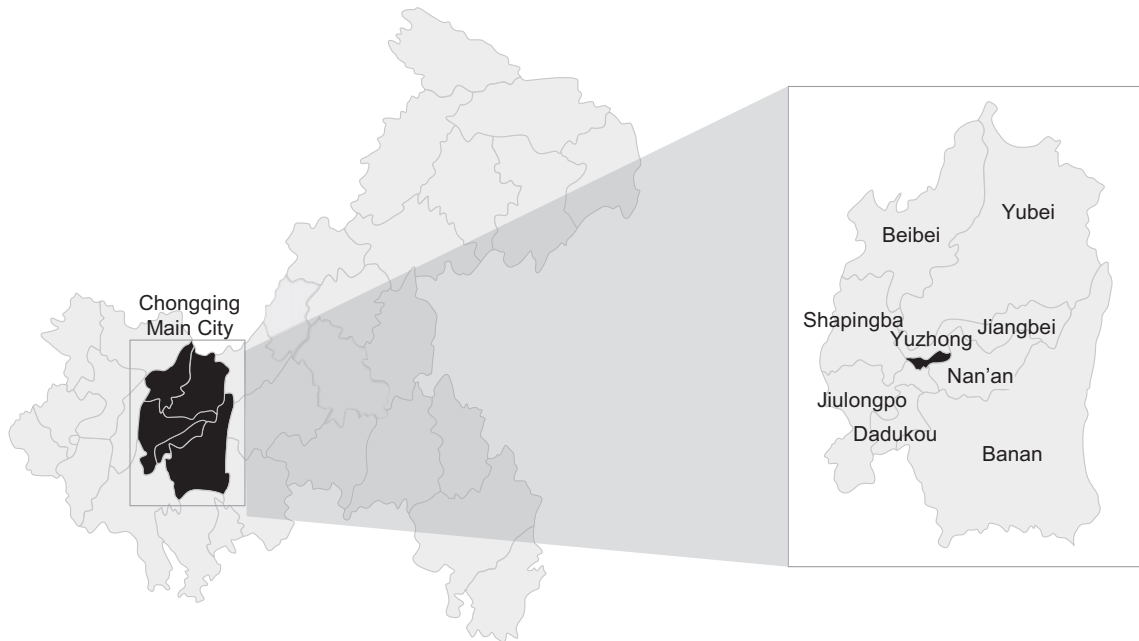 Chongqing
Main City
Yubei
Beibei
Shapingba
Jiangbei
Yuzhong
Nan’an
Jiulongpo
Dadukou
Banan